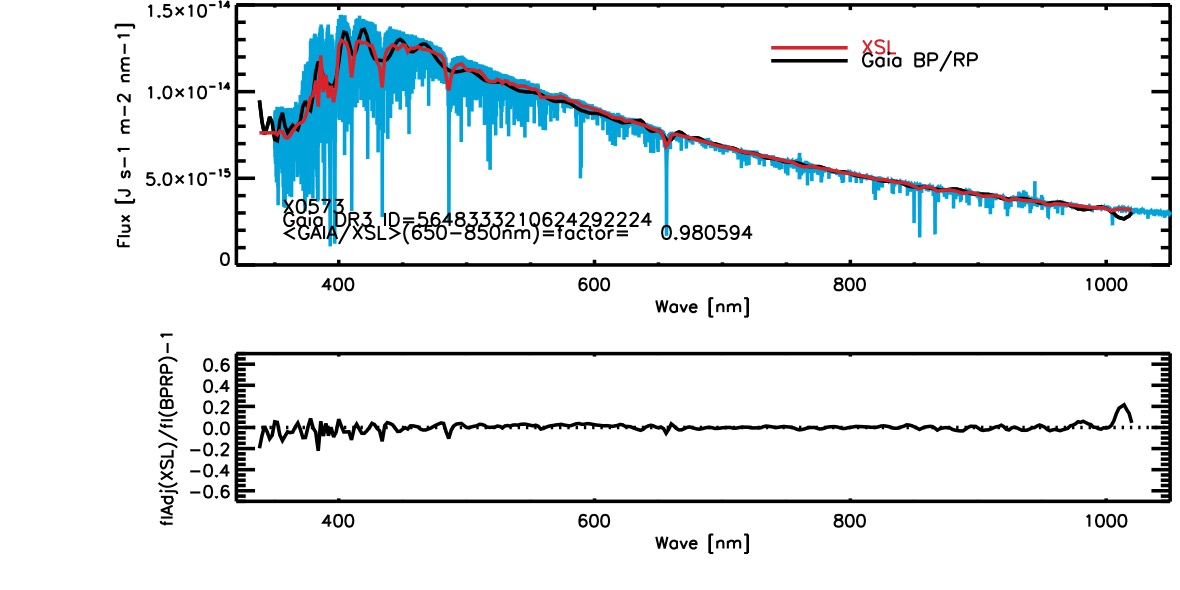 1.5×10−14
1.0×10−14
5.0×10−15
0
Flux [J s−1 m−2 nm−1]
XSL
Gaia BP/RP
X0573
Gaia DR3 ID=5648333210624292224
<GAIA/XSL>(650−850nm)=factor= 0.980594
400 600 800 1000
Wave [nm]
flAdj(XSL)/fl(BPRP)−1
0.6
0.4
0.2
0.0
−0.2
−0.4
−0.6
400 600 800 1000
Wave [nm]